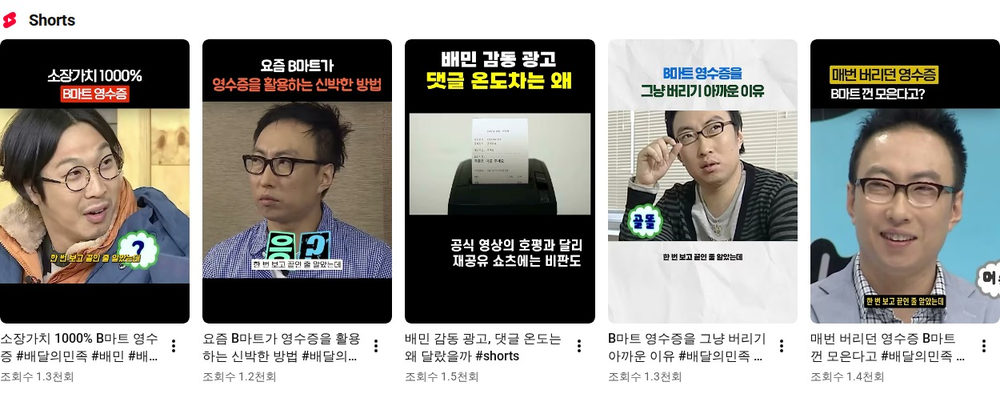 Shorts
소장가치 1000%
B마트 영수증
?
한 번 보고 끝인 줄 알았는데
소장가치 1000% B마트 영수
증 #배달의민족 #배민 #배...
조회수 1.3천회
요즘 B마트가
영수증을 활용하는 신박한 방법
응?
한 번 보고 끝인 줄 알았는데
요즘 B마트가 영수증을 활용
하는 신박한 방법 #배달의...
조회수 1.2천회
배민 감동 광고
댓글 온도차는 왜
공식 영상의 호평과 달리
재공유 쇼츠에는 비판도
배민 감동 광고, 댓글 온도는
왜 달랐을까 #shorts
조회수 1.5천회
B마트 영수증을
그냥 버리기 아까운 이유
골똘
한 번 보고 끝인 줄 알았는데
B마트 영수증을 그냥 버리기
아까운 이유 #배달의민족 ...
조회수 1.3천회
매번 버리던 영수증
B마트 껀 모은다고?
한 번 보고 끝인 줄 알았는데
매번 버리던 영수증 B마트
껀 모은다고 #배달의민족 ...
조회수 1.4천회